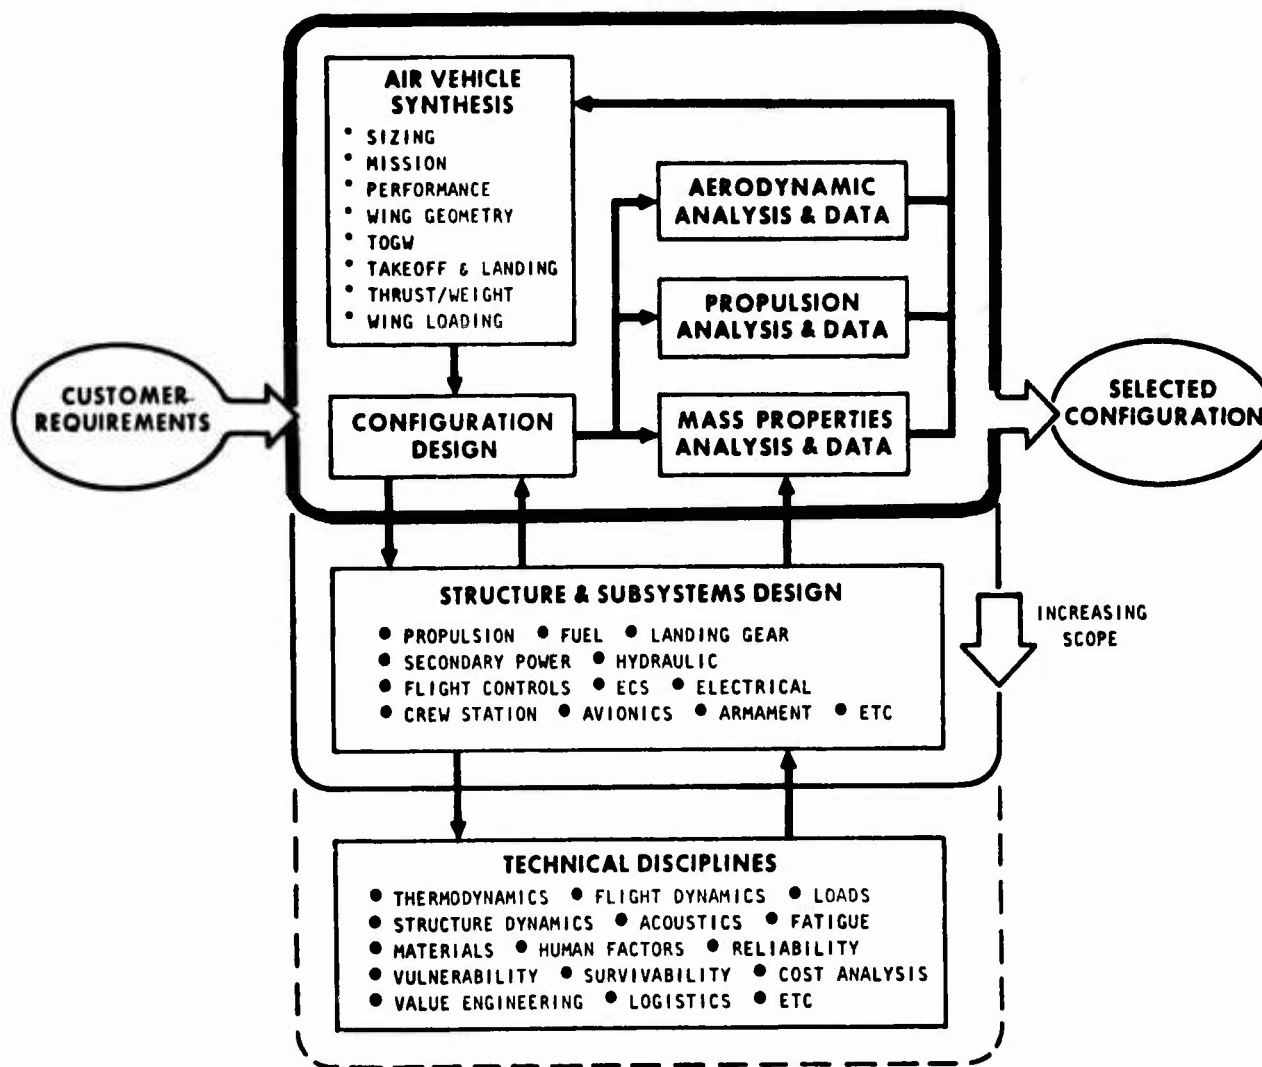 AIR VEHICLE
SYNTHESIS
• SIZING
• MISSION
• PERFORMANCE
• WING GEOMETRY
• TOGW
• TAKEOFF & LANDING
• THRUST/WEIGHT
• WING LOADING
AERODYNAMIC
ANALYSIS & DATA
PROPULSION
ANALYSIS & DATA
CUSTOMER
REQUIREMENTS
CONFIGURATION
DESIGN
MASS PROPERTIES
ANALYSIS & DATA
SELECTED
CONFIGURATION
STRUCTURE & SUBSYSTEMS DESIGN
• PROPULSION • FUEL • LANDING GEAR
• SECONDARY POWER • HYDRAULIC
• FLIGHT CONTROLS • ECS • ELECTRICAL
• CREW STATION • AVIONICS • ARMAMENT • ETC
INCREASING
SCOPE
TECHNICAL DISCIPLINES
• THERMODYNAMICS • FLIGHT DYNAMICS • LOADS
• STRUCTURE DYNAMICS • ACOUSTICS • FATIGUE
• MATERIALS • HUMAN FACTORS • RELIABILITY
• VULNERABILITY • SURVIVABILITY • COST ANALYSIS
• VALUE ENGINEERING • LOGISTICS • ETC